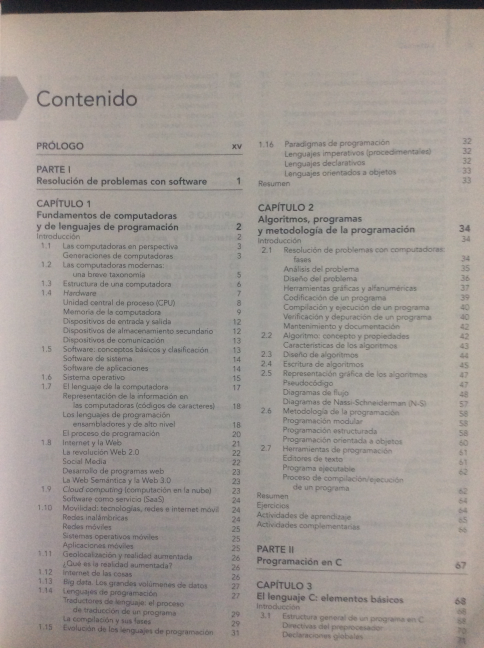 Contenido
PRÓLOGO xv
PARTE I
Resolución de problemas con software 1
CAPÍTULO 1
Fundamentos de computadoras
y de lenguajes de programación 2
Introducción 2
1.1 Las computadoras en perspectiva 3
Generaciones de computadoras 3
1.2 Las computadoras modernas:
una breve taxonomía 5
1.3 Estructura de una computadora 6
1.4 Hardware 7
Unidad central de proceso (CPU) 8
Memoria de la computadora 9
Dispositivos de entrada y salida 12
Dispositivos de almacenamiento secundario 12
Dispositivos de comunicación 13
1.5 Software: conceptos básicos y clasificación 13
Software de sistema 14
Software de aplicaciones 14
1.6 Sistema operativo 15
1.7 El lenguaje de la computadora 17
Representación de la información en
las computadoras (códigos de caracteres) 18
Los lenguajes de programación
ensambladores y de alto nivel 18
El proceso de programación 20
1.8 Internet y la Web 21
La revolución Web 2.0 22
Social Media 22
Desarrollo de programas web 23
La Web Semántica y la Web 3.0 23
1.9 Cloud computing (computación en la nube) 23
Software como servicio (SaaS) 24
1.10 Movilidad: tecnologías, redes e internet móvil 24
Redes inalámbricas 24
Redes móviles 25
Sistemas operativos móviles 25
Aplicaciones móviles 25
1.11 Geolocalización y realidad aumentada 26
¿Qué es la realidad aumentada? 26
1.12 Internet de las cosas 26
1.13 Big data. Los grandes volúmenes de datos 27
1.14 Lenguajes de programación 27
Traductores de lenguaje: el proceso
de traducción de un programa 29
La compilación y sus fases 29
1.15 Evolución de los lenguajes de programación 31
1.16 Paradigmas de programación 32
Lenguajes imperativos (procedimentales) 32
Lenguajes declarativos 32
Lenguajes orientados a objetos 33
Resumen 33
CAPÍTULO 2
Algoritmos, programas
y metodología de la programación 34
Introducción 34
2.1 Resolución de problemas con computadoras:
fases 34
Análisis del problema 35
Diseño del problema 36
Herramientas gráficas y alfanuméricas 37
Codificación de un programa 39
Compilación y ejecución de un programa 40
Verificación y depuración de un programa 40
Mantenimiento y documentación 42
2.2 Algoritmo: concepto y propiedades 42
Características de los algoritmos 43
2.3 Diseño de algoritmos 44
2.4 Escritura de algoritmos 45
2.5 Representación gráfica de los algoritmos 47
Pseudocódigo 47
Diagramas de flujo 48
Diagramas de Nassi-Schneiderman (N-S) 57
2.6 Metodología de la programación 58
Programación modular 58
Programación estructurada 58
Programación orientada a objetos 60
2.7 Herramientas de programación 61
Editores de texto 61
Programa ejecutable 62
Proceso de compilación/ejecución
de un programa 62
Resumen 64
Ejercicios 64
Actividades de aprendizaje 65
Actividades complementarias 66
PARTE II
Programación en C 67
CAPÍTULO 3
El lenguaje C: elementos básicos 68
Introducción 68
3.1 Estructura general de un programa en C 68
Directivas del preprocesador 70
Declaraciones globales 71